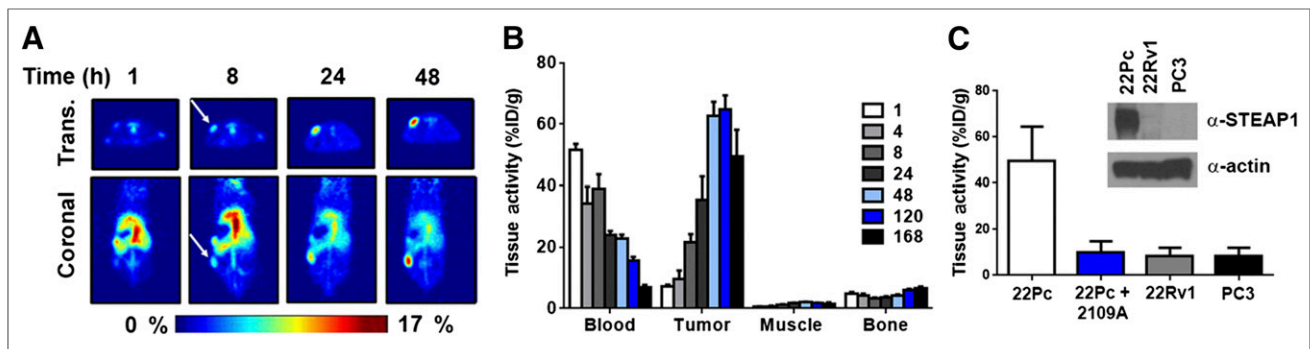 A
Time (h) 1 8 24 48
Trans.
Coronal
0 % 17 %
B
Tissue activity (%ID/g)
80
60
40
20
0
1
4
8
24
48
120
168
Blood Tumor Muscle Bone
C
Tissue activity (%ID/g)
80
60
40
20
0
22Pc
22Rv1
PC3
α-STEAP1
α-actin
22Pc 22Pc + 22Rv1 PC3
2109A